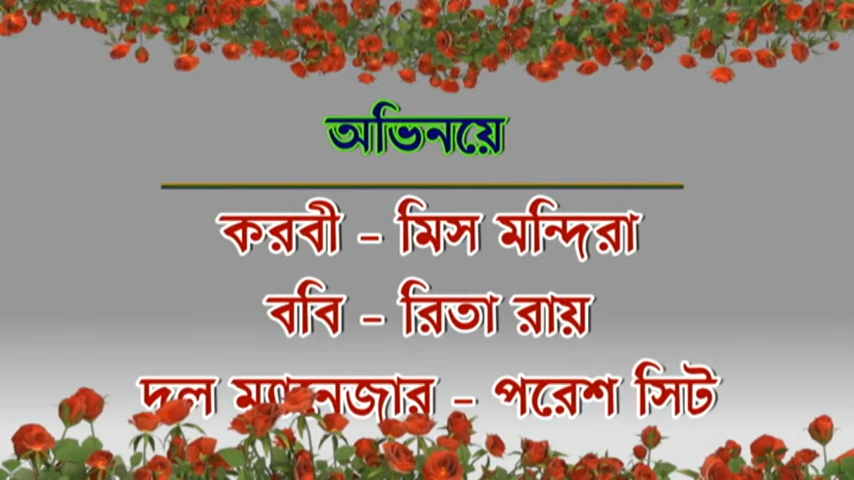 অভিনয়ে
করবী - মিস মন্দিরা
ববি - রিতা রায়
দল ম্যানেজার - পরেশ সিট